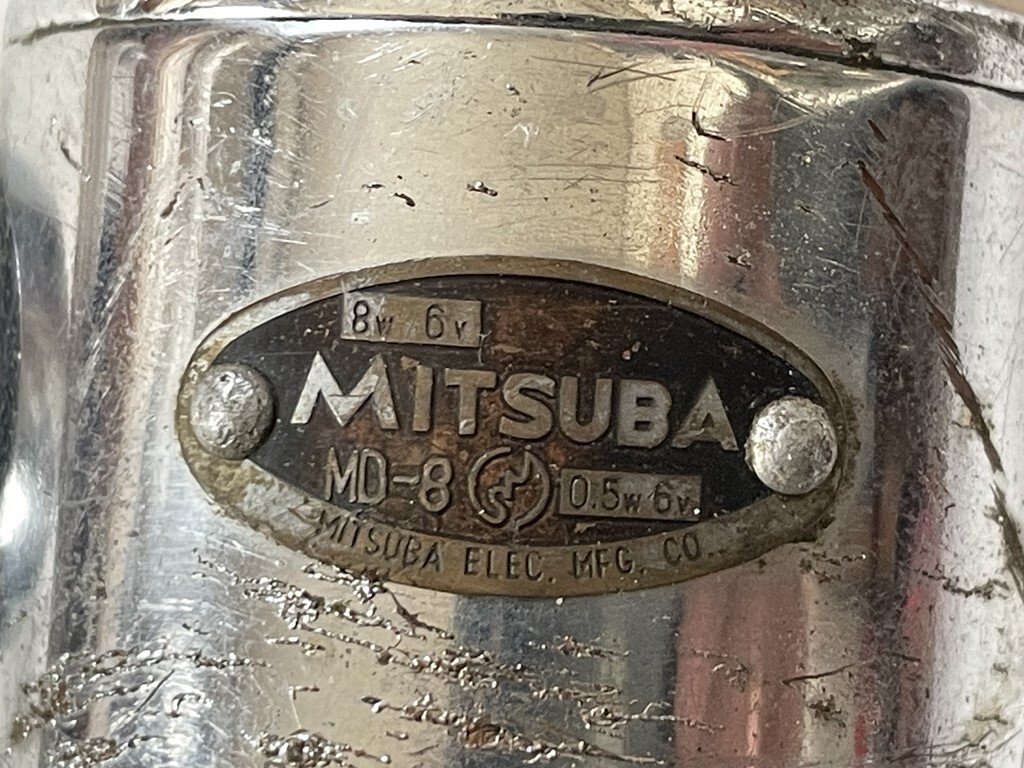 8W 6V
MITSUBA
MD-8 0.5W 6V
MITSUBA ELEC. MFG. CO.